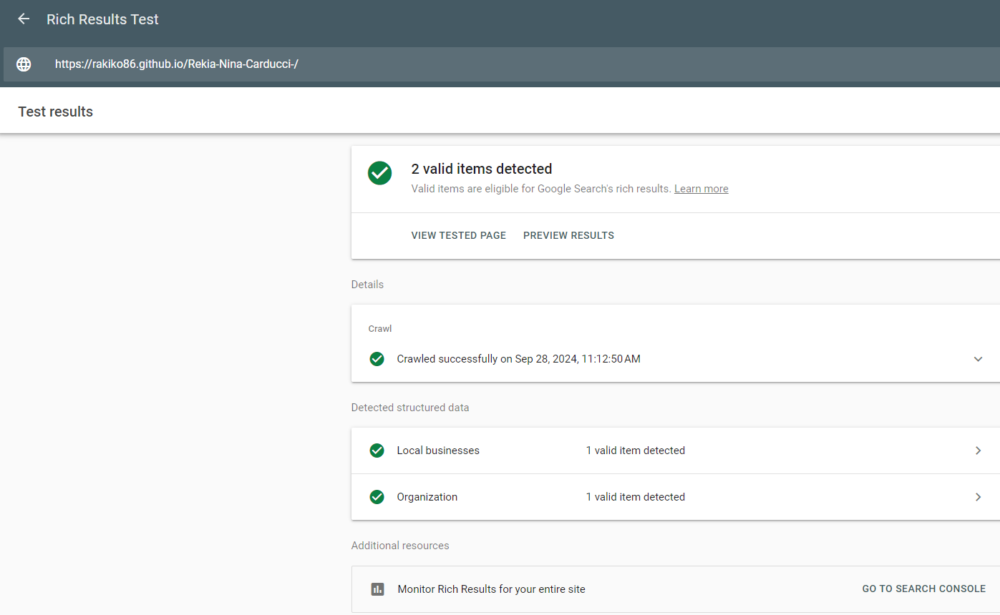 Rich Results Test
https://rakiko86.github.io/Rekia-Nina-Carducci-/
Test results
2 valid items detected
Valid items are eligible for Google Search's rich results. Learn more
VIEW TESTED PAGE PREVIEW RESULTS
Details
Crawl
Crawled successfully on Sep 28, 2024, 11:12:50 AM
Detected structured data
Local businesses 1 valid item detected
Organization 1 valid item detected
Additional resources
Monitor Rich Results for your entire site GO TO SEARCH CONSOLE